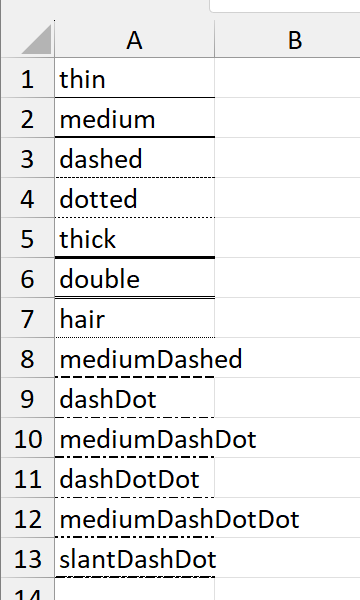 A B
1 thin
2 medium
3 dashed
4 dotted
5 thick
6 double
7 hair
8 mediumDashed
9 dashDot
10 mediumDashDot
11 dashDotDot
12 mediumDashDotDot
13 slantDashDot
14